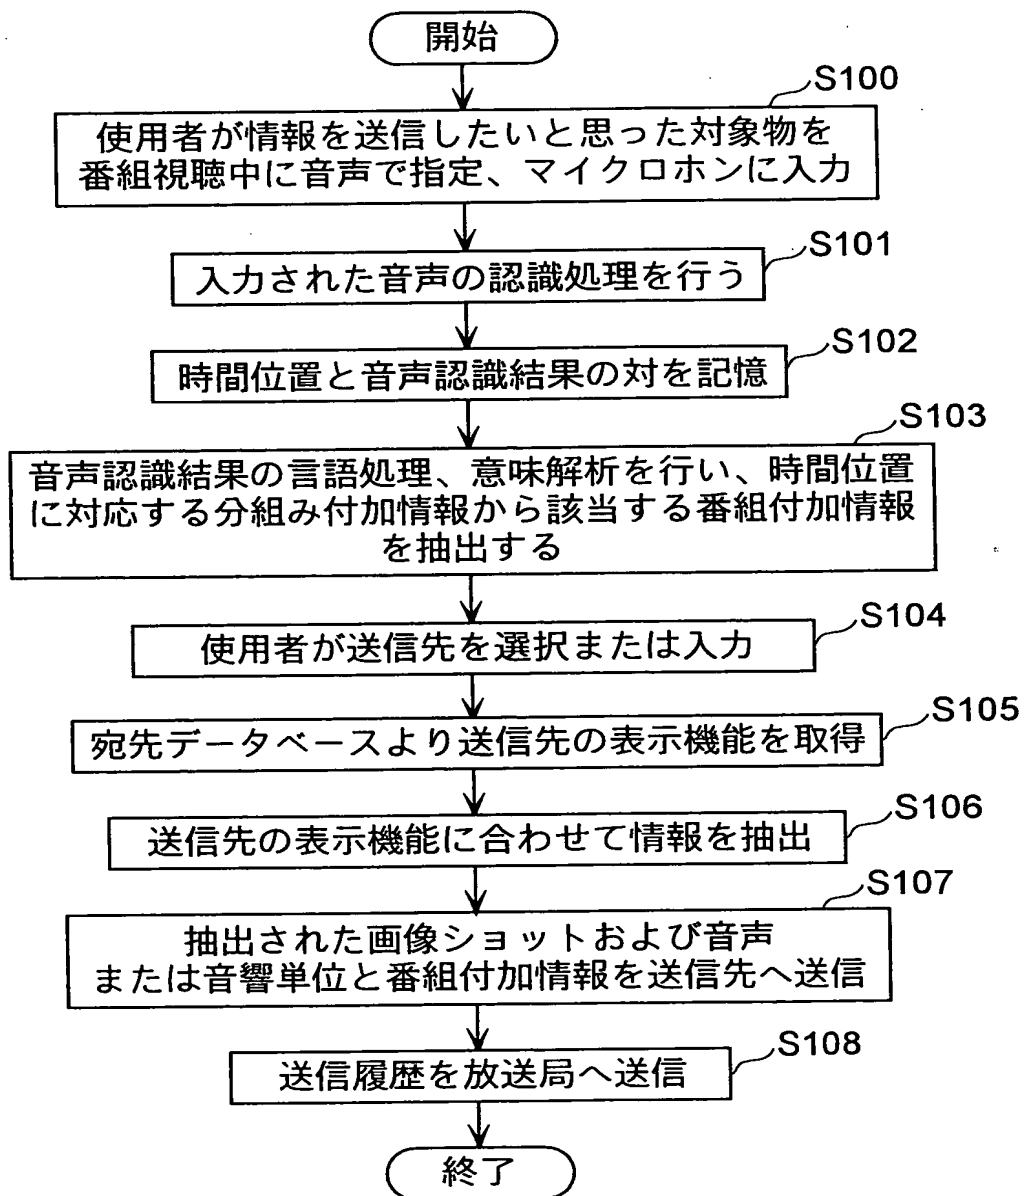 開始
S100
使用者が情報を送信したいと思った対象物を
番組視聴中に音声で指定、マイクロホンに入力
S101
入力された音声の認識処理を行う
S102
時間位置と音声認識結果の対を記憶
S103
音声認識結果の言語処理、意味解析を行い、時間位置
に対応する分組み付加情報から該当する番組付加情報
を抽出する
S104
使用者が送信先を選択または入力
S105
宛先データベースより送信先の表示機能を取得
S106
送信先の表示機能に合わせて情報を抽出
S107
抽出された画像ショットおよび音声
または音響単位と番組付加情報を送信先へ送信
S108
送信履歴を放送局へ送信
終了